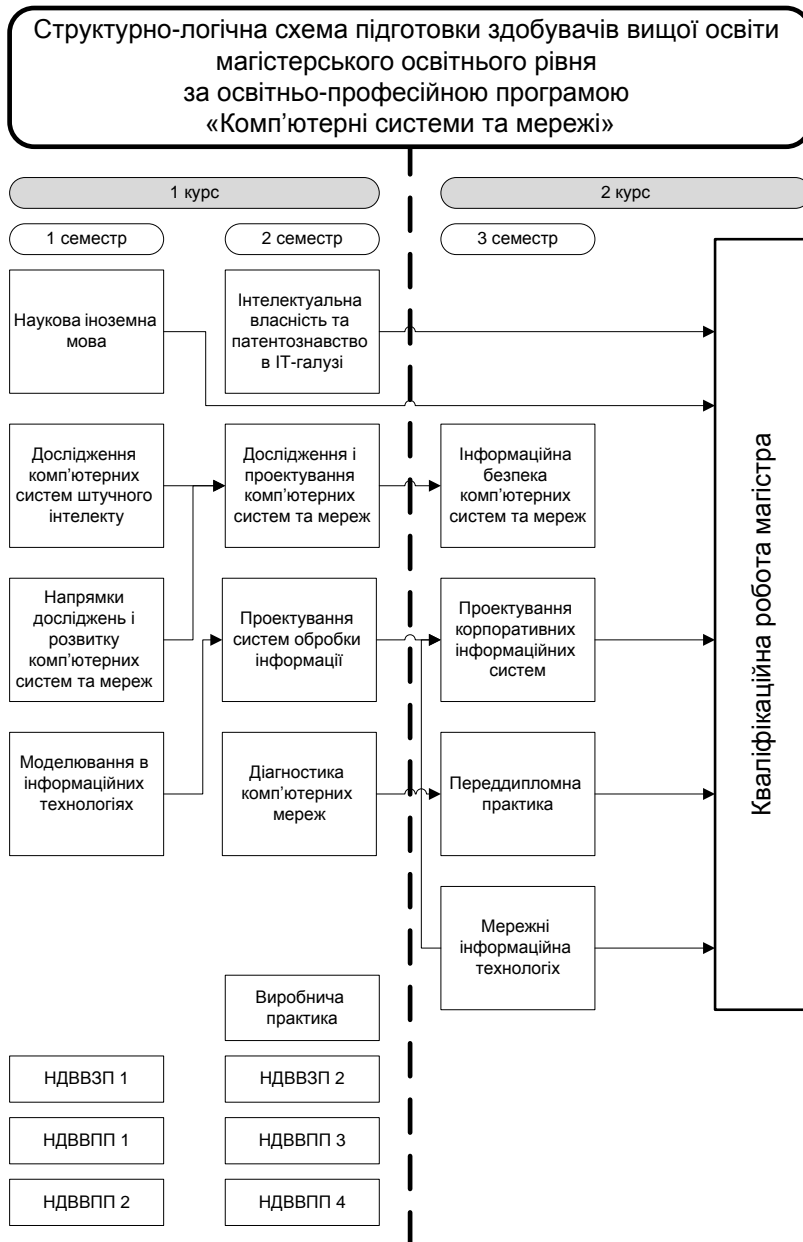 Структурно-логічна схема підготовки здобувачів вищої освіти
магістерського освітнього рівня
за освітньо-професійною програмою
«Комп’ютерні системи та мережі»
1 курс
2 курс
1 семестр
2 семестр
3 семестр
Наукова іноземна
мова
Інтелектуальна
власність та
патентознавство
в ІТ-галузі
Дослідження
комп’ютерних
систем штучного
інтелекту
Дослідження і
проектування
комп’ютерних
систем та мереж
Інформаційна
безпека
комп’ютерних
систем та мереж
Напрямки
досліджень і
розвитку
комп’ютерних
систем та мереж
Проектування
систем обробки
інформації
Проектування
корпоративних
інформаційних
систем
Моделювання в
інформаційних
технологіях
Діагностика
комп’ютерних
мереж
Переддипломна
практика
Мережні
інформаційна
технологіх
Кваліфікаційна робота магістра
Виробнича
практика
НДВВЗП 1
НДВВЗП 2
НДВВПП 1
НДВВПП 3
НДВВПП 2
НДВВПП 4